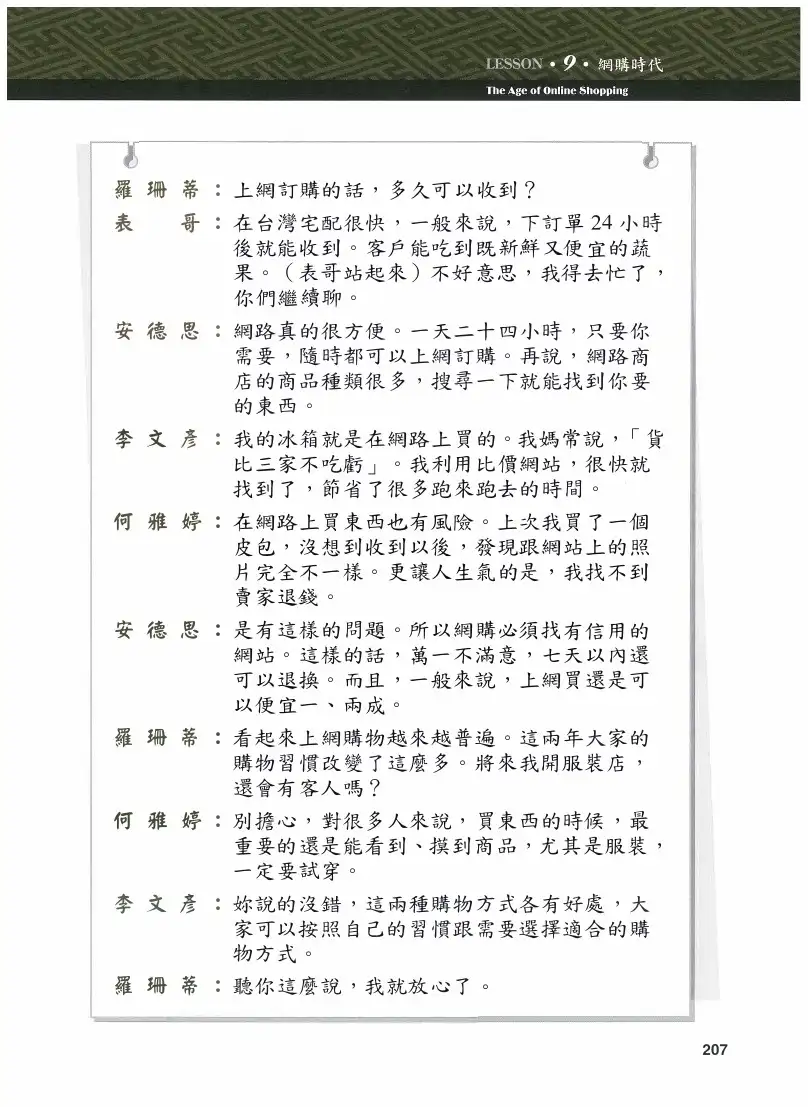 LESSON • 9 • 網購時代
The Age of Online Shopping
羅珊蒂：上網訂購的話，多久可以收到？
表哥：在台灣宅配很快，一般來說，下訂單 24 小時
後就能收到。客戶能吃到既新鮮又便宜的蔬
果。（表哥站起來）不好意思，我得去忙了，
你們繼續聊。
安德思：網路真的很方便。一天二十四小時，只要你
需要，隨時都可以上網訂購。再說，網路商
店的商品種類很多，搜尋一下就能找到你要
的東西。
李文彥：我的冰箱就是在網路上買的。我媽常說，「貨
比三家不吃虧」。我利用比價網站，很快就
找到了，節省了很多跑來跑去的時間。
何雅婷：在網路上買東西也有風險。上次我買了一個
皮包，沒想到收到以後，發現跟網站上的照
片完全不一樣。更讓人生氣的是，我找不到
賣家退錢。
安德思：是有這樣的問題。所以網購必須找有信用的
網站。這樣的話，萬一不滿意，七天以內還
可以退換。而且，一般來說，上網買還是可
以便宜一、兩成。
羅珊蒂：看起來上網購物越來越普遍。這兩年大家的
購物習慣改變了這麼多。將來我開服裝店，
還會有客人嗎？
何雅婷：別擔心，對很多人來說，買東西的時候，最
重要的還是能看到、摸到商品，尤其是服裝，
一定要試穿。
李文彥：妳說的沒錯，這兩種購物方式各有好處，大
家可以按照自己的習慣跟需要選擇適合的購
物方式。
羅珊蒂：聽你這麼說，我就放心了。
207